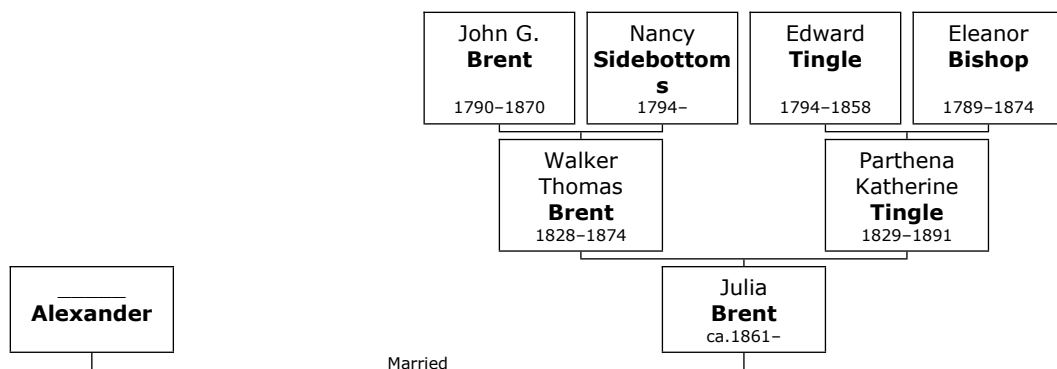 John G.
Brent
1790–1870
Nancy
Sidebottom
s
1794–
Edward
Tingle
1794–1858
Eleanor
Bishop
1789–1874
Walker
Thomas
Brent
1828–1874
Parthena
Katherine
Tingle
1829–1891
______
Alexander
Julia
Brent
ca.1861–
Married